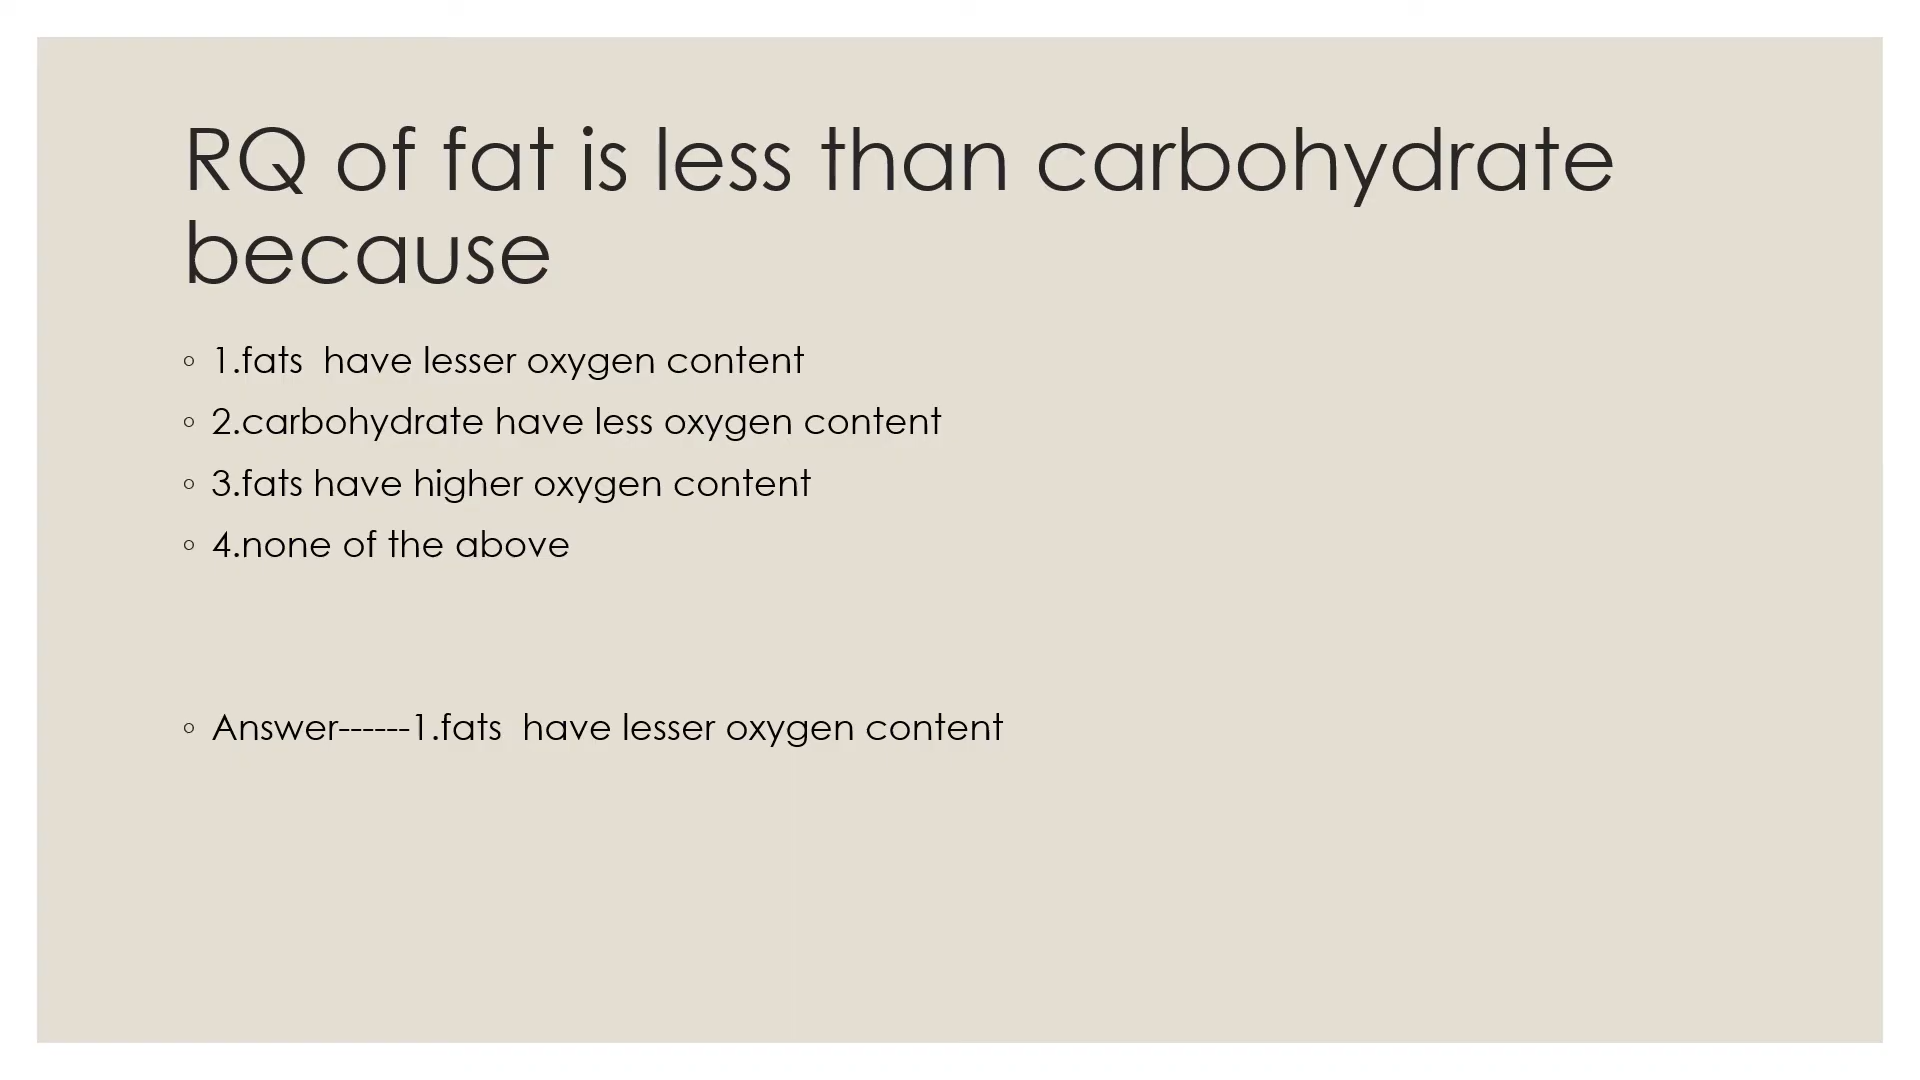 RQ of fat is less than carbohydrate
because
◦ 1.fats  have lesser oxygen content
◦ 2.carbohydrate have less oxygen content
◦ 3.fats have higher oxygen content
◦ 4.none of the above
◦ Answer------1.fats  have lesser oxygen content